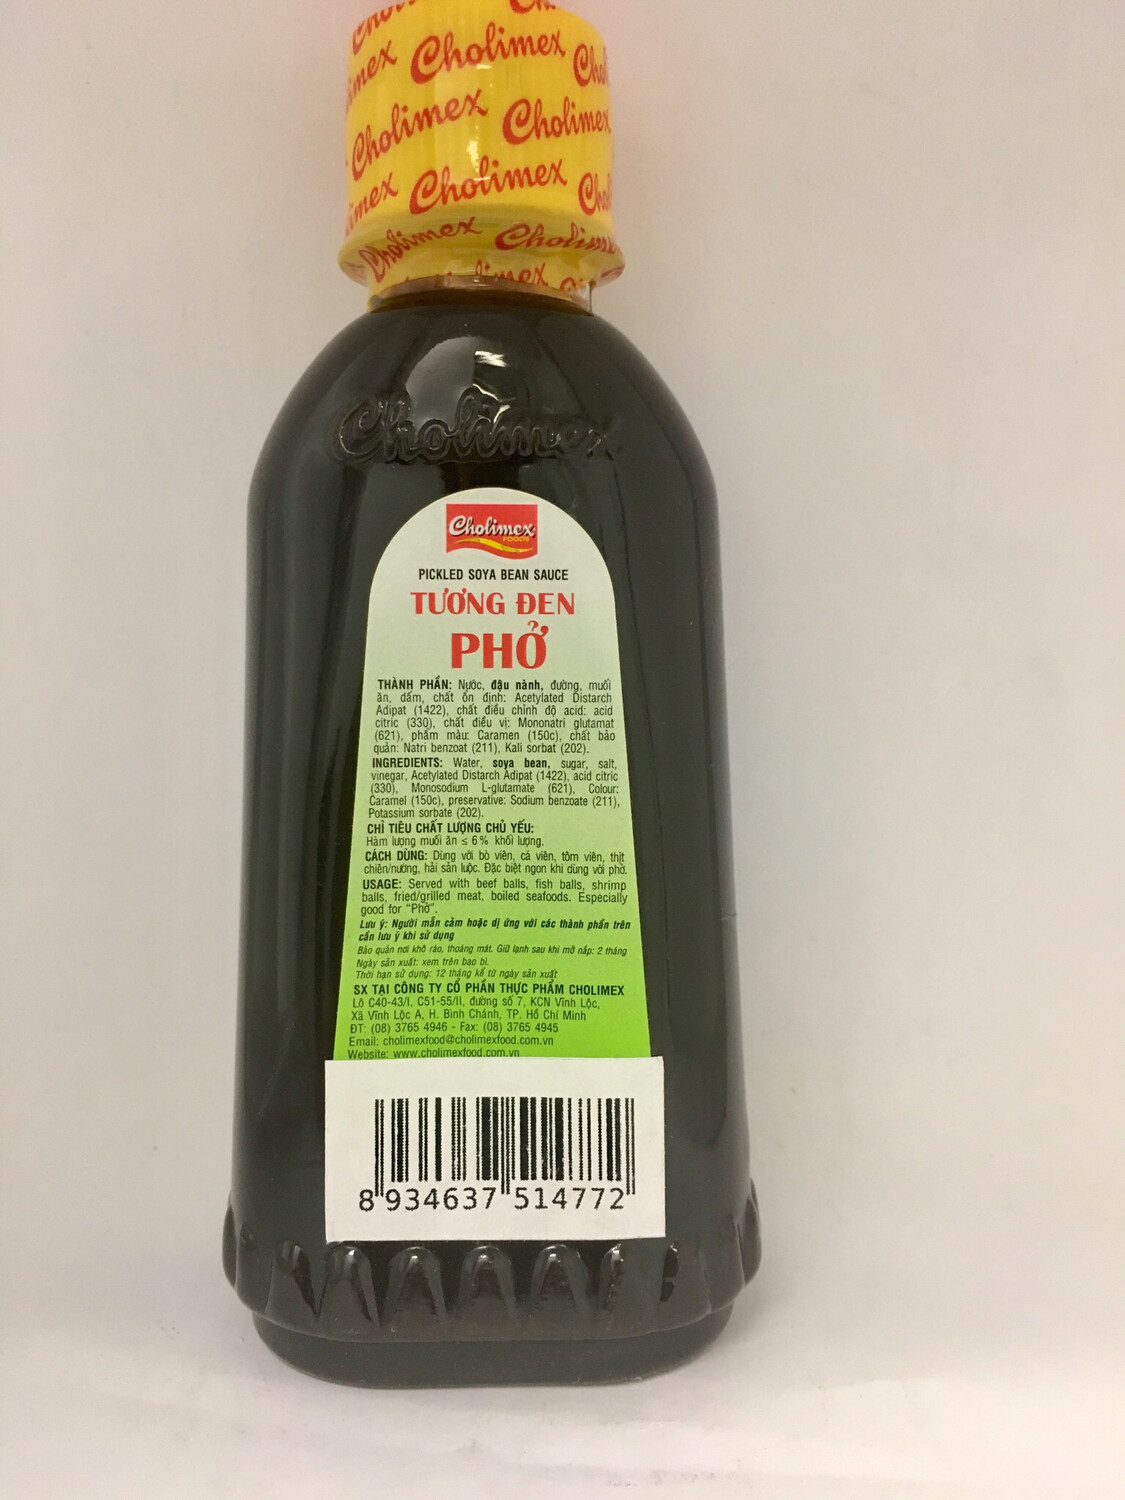 Cholimex
Cholimex
Cholimex
Cholimex
Cholimex
Cholimex
Cholimex
Cholimex
FOODS
PICKLED SOYA BEAN SAUCE
TƯƠNG ĐEN
PHỞ
THÀNH PHẦN: Nước, đậu nành, đường, muối
ăn, dấm, chất ổn định: Acetylated Distarch
Adipat (1422), chất điều chỉnh độ acid: acid
citric (330), chất điều vị: Mononatri glutamat
(621), phẩm màu: Caramen (150c), chất bảo
quản: Natri benzoat (211), Kali sorbat (202).
INGREDIENTS: Water, soya bean, sugar, salt,
vinegar, Acetylated Distarch Adipat (1422), acid citric
(330), Monosodium L-glutamate (621), Colour:
Caramel (150c), preservative: Sodium benzoate (211),
Potassium sorbate (202).
CHỈ TIÊU CHẤT LƯỢNG CHỦ YẾU:
Hàm lượng muối ăn ≤ 6% khối lượng.
CÁCH DÙNG: Dùng với bò viên, cá viên, tôm viên, thịt
chiên/nướng, hải sản luộc. Đặc biệt ngon khi dùng với phở.
USAGE: Served with beef balls, fish balls, shrimp
balls, fried/grilled meat, boiled seafoods. Especially
good for "Phở".
Lưu ý: Người mẫn cảm hoặc dị ứng với các thành phần trên
cần lưu ý khi sử dụng
Bảo quản nơi khô ráo, thoáng mát. Giữ lạnh sau khi mở nắp: 2 tháng
Ngày sản xuất: xem trên bao bì.
Thời hạn sử dụng: 12 tháng kể từ ngày sản xuất
SX TẠI CÔNG TY CỔ PHẦN THỰC PHẨM CHOLIMEX
Lô C40-43/I, C51-55/II, đường số 7, KCN Vĩnh Lộc,
Xã Vĩnh Lộc A, H. Bình Chánh, TP. Hồ Chí Minh
ĐT: (08) 3765 4946 - Fax: (08) 3765 4945
Email: cholimexfood@cholimexfood.com.vn
Website: www.cholimexfood.com.vn
8 934637 514772